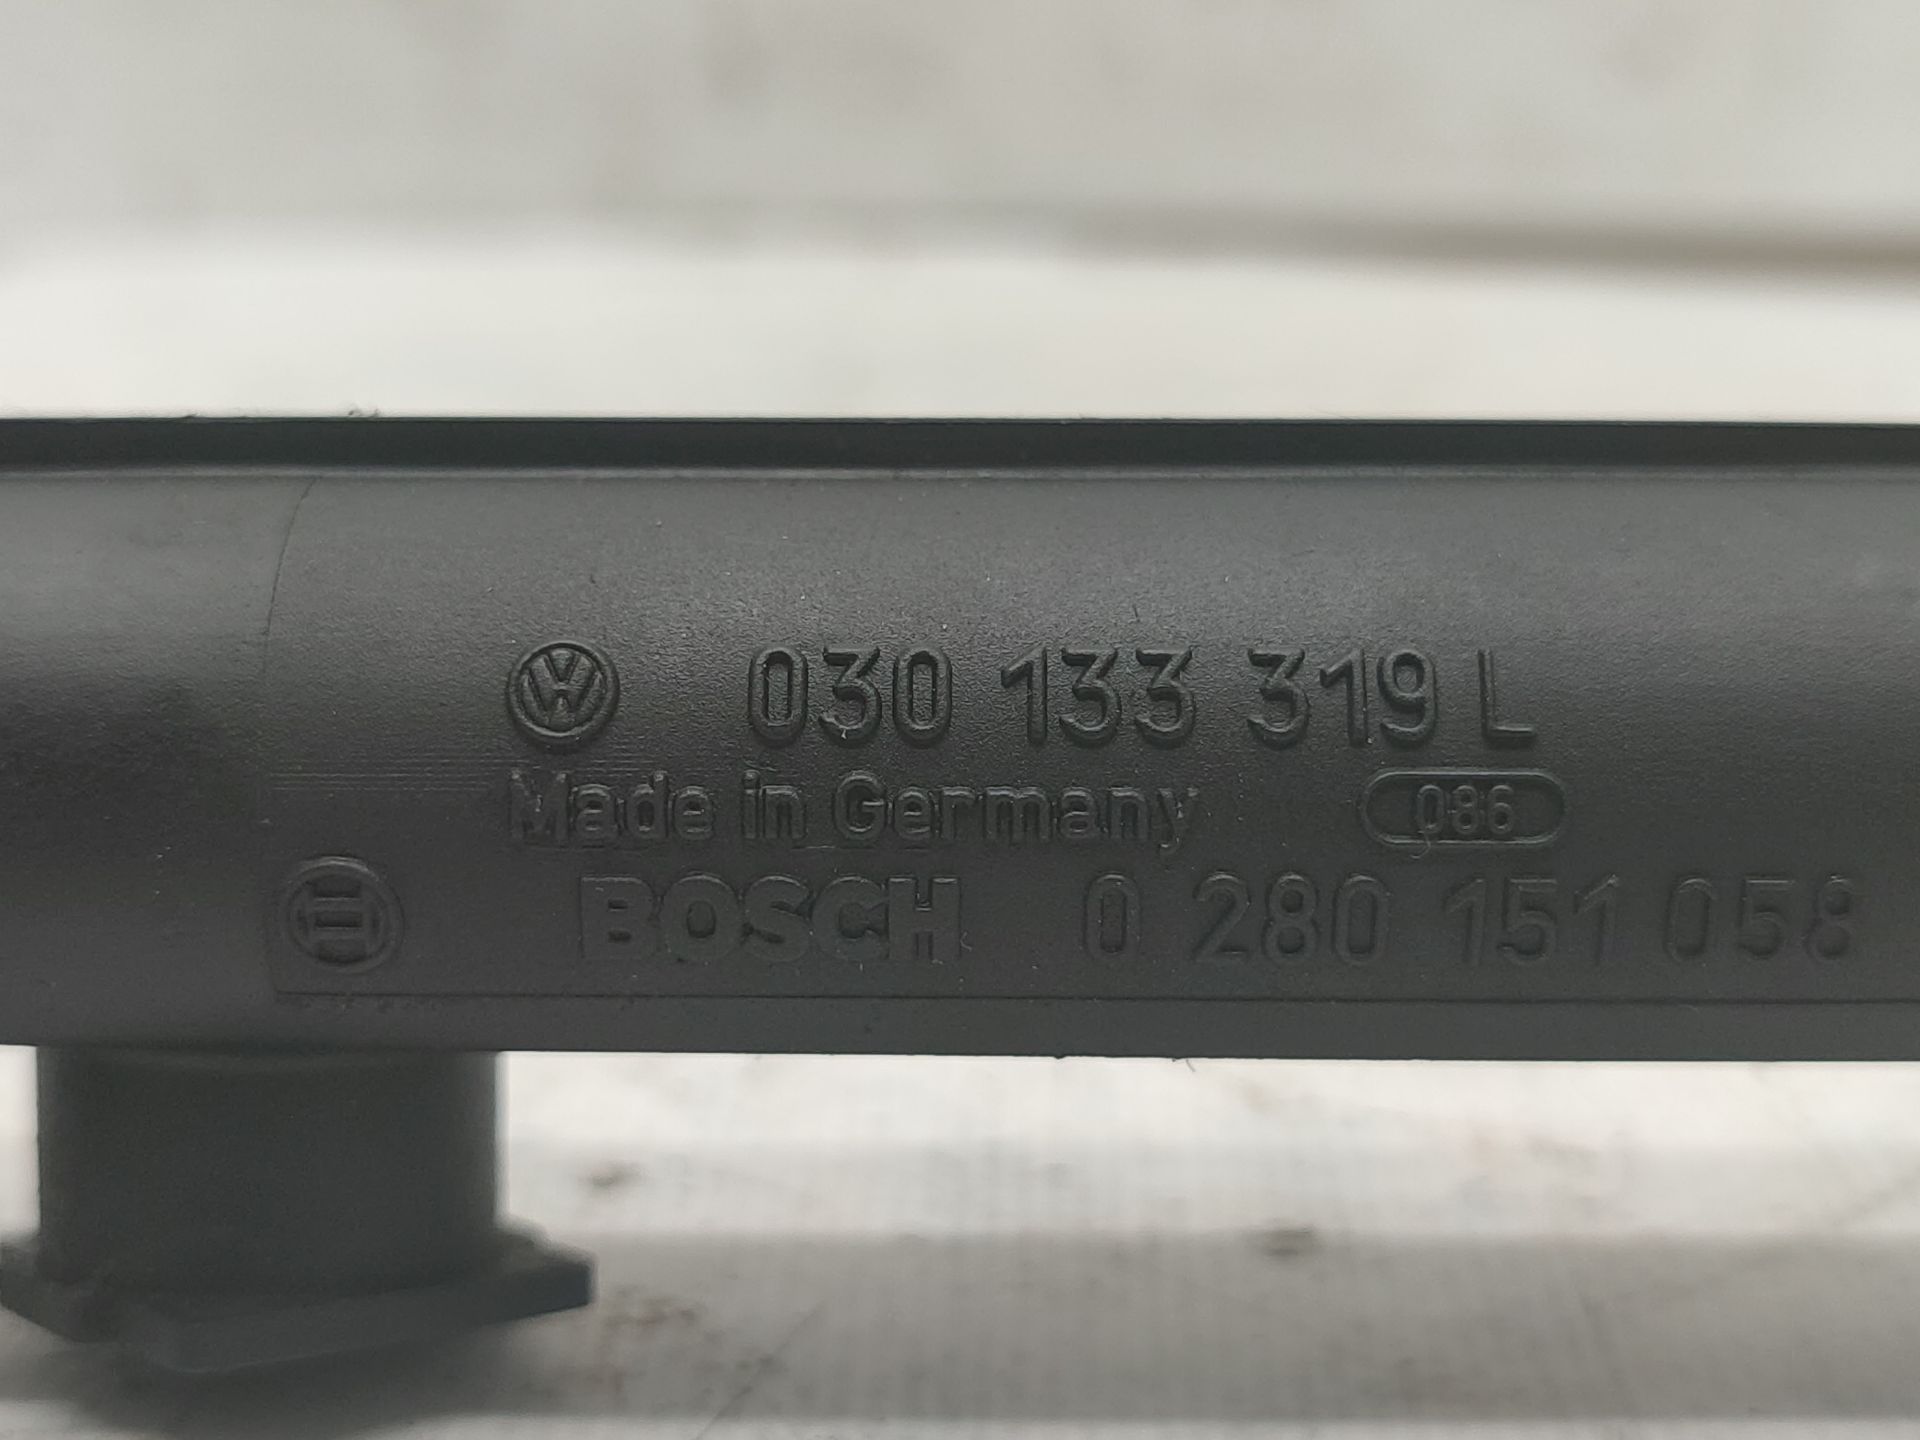 030 133 319 L
Made in Germany 086
BOSCH 0 280 151 058